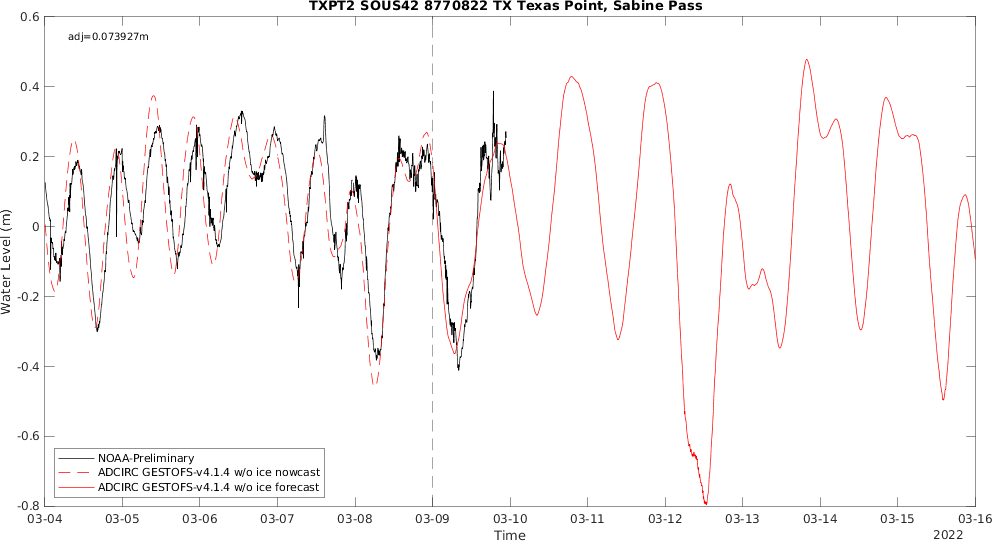 TXPT2 SOUS42 8770822 TX Texas Point, Sabine Pass
adj=0.073927m
0.6
0.4
0.2
0
-0.2
-0.4
-0.6
-0.8
Water Level (m)
NOAA-Preliminary
ADCIRC GESTOFS-v4.1.4 w/o ice nowcast
ADCIRC GESTOFS-v4.1.4 w/o ice forecast
03-04 03-05 03-06 03-07 03-08 03-09 03-10 03-11 03-12 03-13 03-14 03-15 03-16
Time
2022